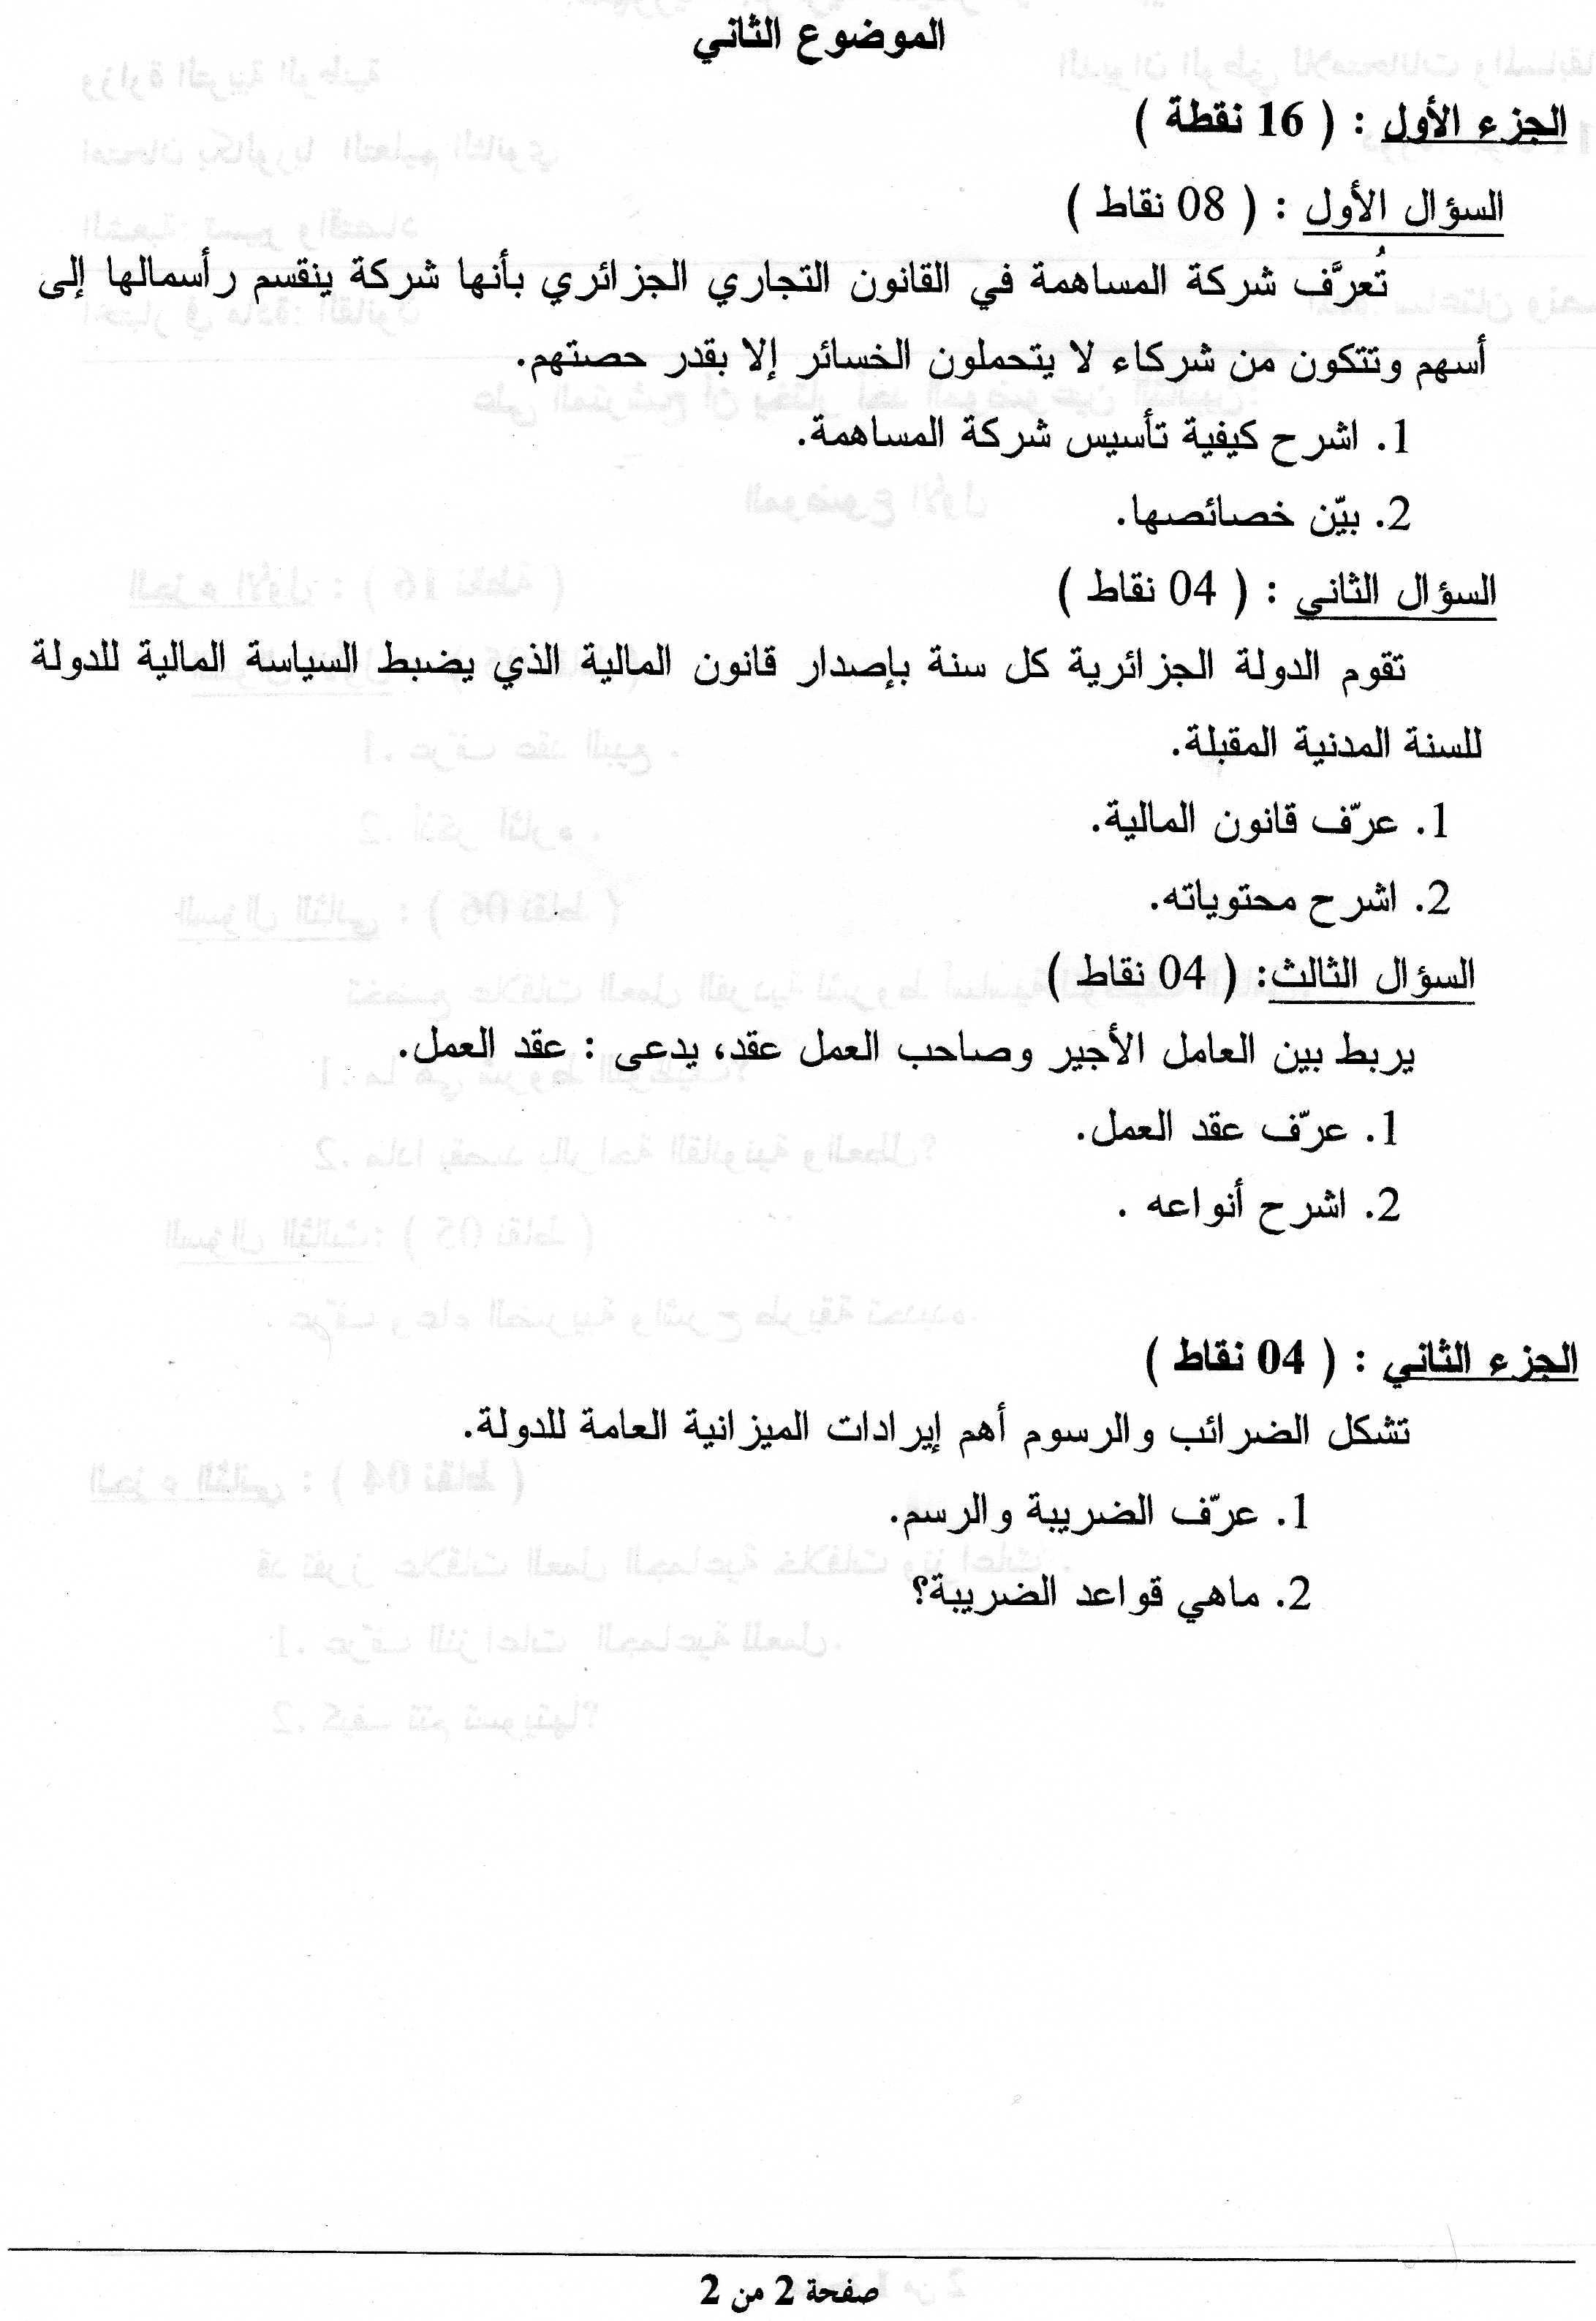 الموضوع الثاني
الجزء الأول : ( 16 نقطة )
السؤال الأول : ( 08 نقاط )
تُعرَّف شركة المساهمة في القانون التجاري الجزائري بأنها شركة ينقسم رأسمالها إلى
أسهم وتتكون من شركاء لا يتحملون الخسائر إلا بقدر حصتهم.
1. اشرح كيفية تأسيس شركة المساهمة.
2. بيّن خصائصها.
السؤال الثاني : ( 04 نقاط )
تقوم الدولة الجزائرية كل سنة بإصدار قانون المالية الذي يضبط السياسة المالية للدولة
للسنة المدنية المقبلة.
1. عرّف قانون المالية.
2. اشرح محتوياته.
السؤال الثالث: ( 04 نقاط )
يربط بين العامل الأجير وصاحب العمل عقد، يدعى : عقد العمل.
1. عرّف عقد العمل.
2. اشرح أنواعه .
الجزء الثاني : ( 04 نقاط )
تشكل الضرائب والرسوم أهم إيرادات الميزانية العامة للدولة.
1. عرّف الضريبة والرسم.
2. ماهي قواعد الضريبة؟
صفحة 2 من 2